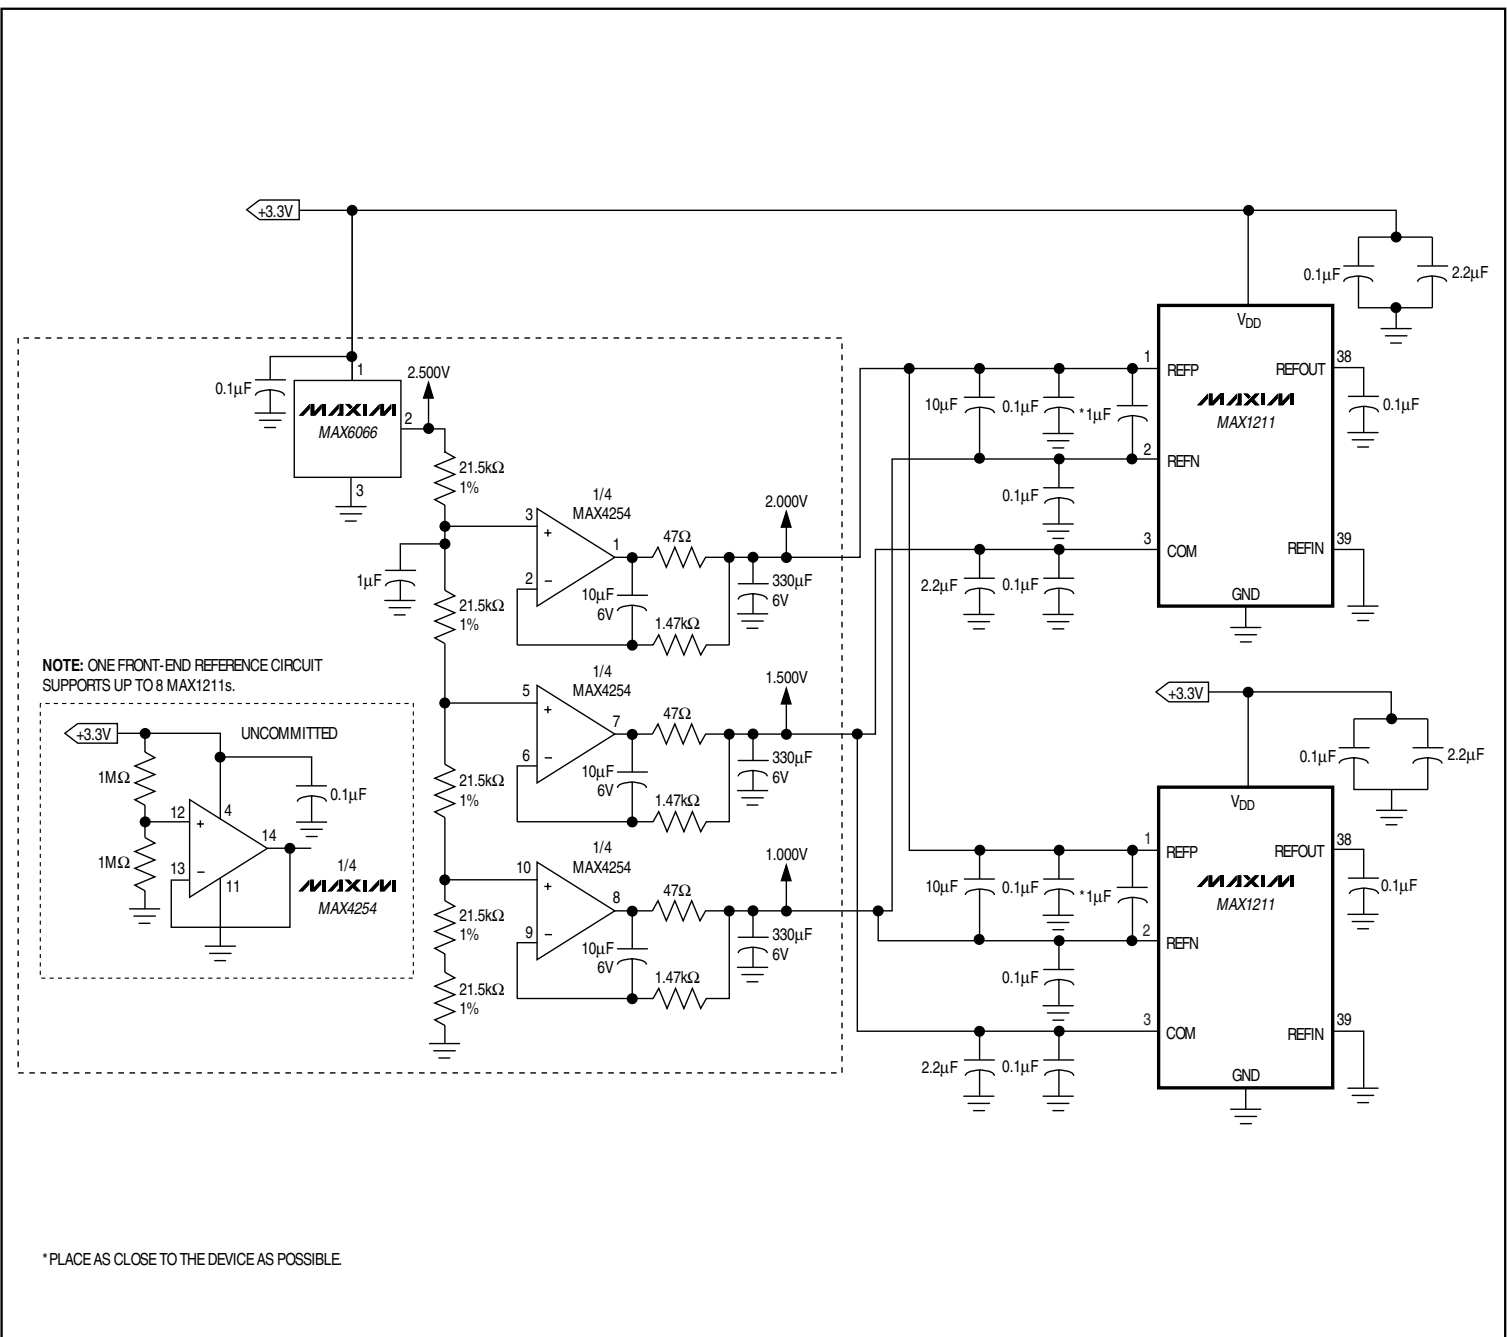 +3.3V
0.1µF
2.2µF
VDD
1
REFP
38
REFOUT
0.1µF
MAXIM
MAX1211
2
REFN
3
COM
39
REFIN
GND
10µF
0.1µF
*1µF
0.1µF
2.2µF
0.1µF
0.1µF
1
2.500V
MAXIM
MAX6066
2
3
21.5kΩ
1%
1µF
21.5kΩ
1%
21.5kΩ
1%
21.5kΩ
1%
21.5kΩ
1%
1/4
MAX4254
3
+
2
−
1
47Ω
2.000V
10µF
6V
330µF
6V
1.47kΩ
1/4
MAX4254
5
+
6
−
7
47Ω
1.500V
10µF
6V
330µF
6V
1.47kΩ
1/4
MAX4254
10
+
9
−
8
47Ω
1.000V
10µF
6V
330µF
6V
1.47kΩ
NOTE: ONE FRONT-END REFERENCE CIRCUIT
SUPPORTS UP TO 8 MAX1211s.
+3.3V
UNCOMMITTED
1MΩ
0.1µF
12
+
4
14
1MΩ
13
−
11
1/4
MAXIM
MAX4254
+3.3V
0.1µF
2.2µF
VDD
1
REFP
38
REFOUT
0.1µF
MAXIM
MAX1211
2
REFN
3
COM
39
REFIN
GND
10µF
0.1µF
*1µF
0.1µF
2.2µF
0.1µF
*PLACE AS CLOSE TO THE DEVICE AS POSSIBLE.